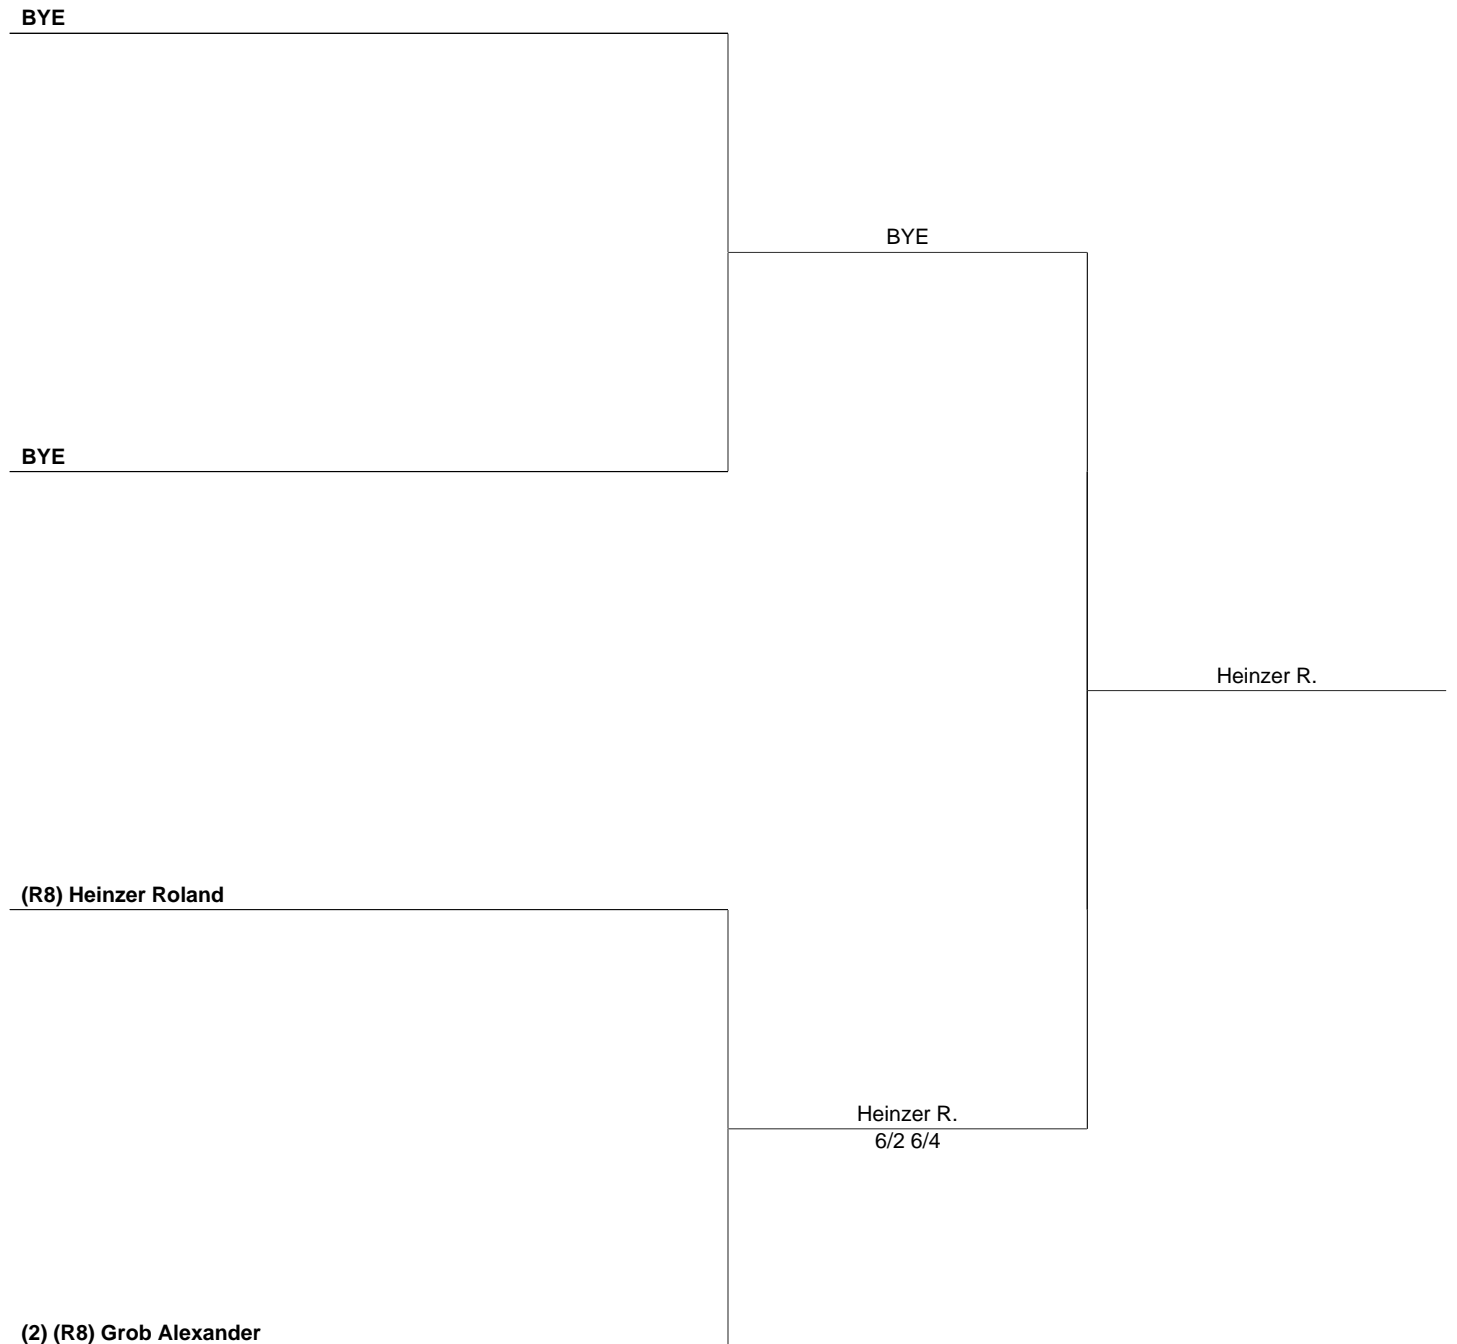 BYE
BYE
BYE
Heinzer R.
(R8) Heinzer Roland
Heinzer R.
6/2 6/4
(2) (R8) Grob Alexander